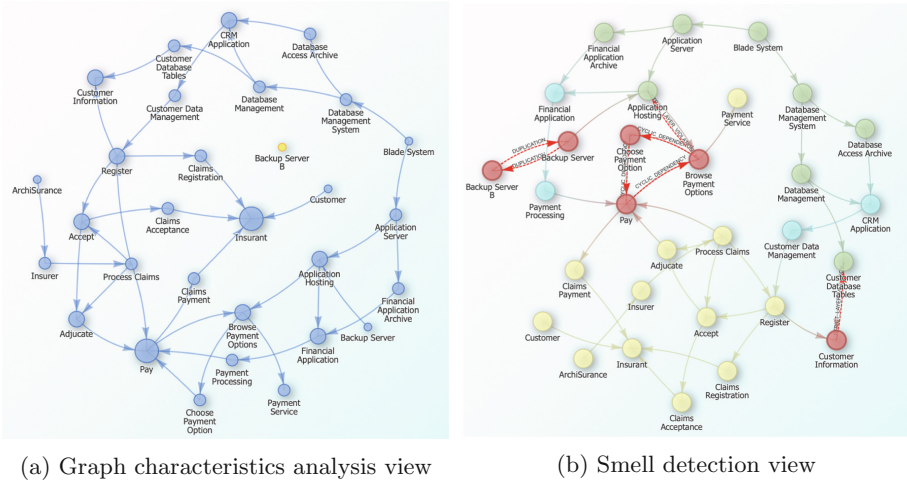 CRM
Application
Database
Access Archive
Customer
Database
Tables
Customer
Information
Customer Data
Management
Database
Management
Database
Management
System
Blade System
Backup Server
B
Register
Claims
Registration
ArchiSurance
Customer
Accept
Claims
Acceptance
Insurant
Application
Server
Insurer
Process Claims
Application
Hosting
Claims
Payment
Financial
Application
Archive
Adjucate
Browse
Payment
Options
Backup Server
Pay
Financial
Application
Payment
Processing
Choose
Payment
Option
Payment
Service
(a) Graph characteristics analysis view
Financial
Application
Archive
Application
Server
Blade System
Financial
Application
Application
Hosting
Payment
Service
Database
Management
System
LAYER VIOLATION
CYCLIC DEPENDENCY
DUPLICATION
DUPLICATION
Backup Server
Choose
Payment
Option
Database
Access Archive
Backup Server
B
Browse
Payment
Options
CYCLIC DEPENDENCY
Database
Management
Payment
Processing
Pay
CRM
Application
Customer Data
Management
Process Claims
Adjucate
Claims
Payment
Customer
Database
Tables
Insurer
Register
Accept
Customer
ArchiSurance
Insurant
Customer
Information
Claims
Registration
Claims
Acceptance
(b) Smell detection view